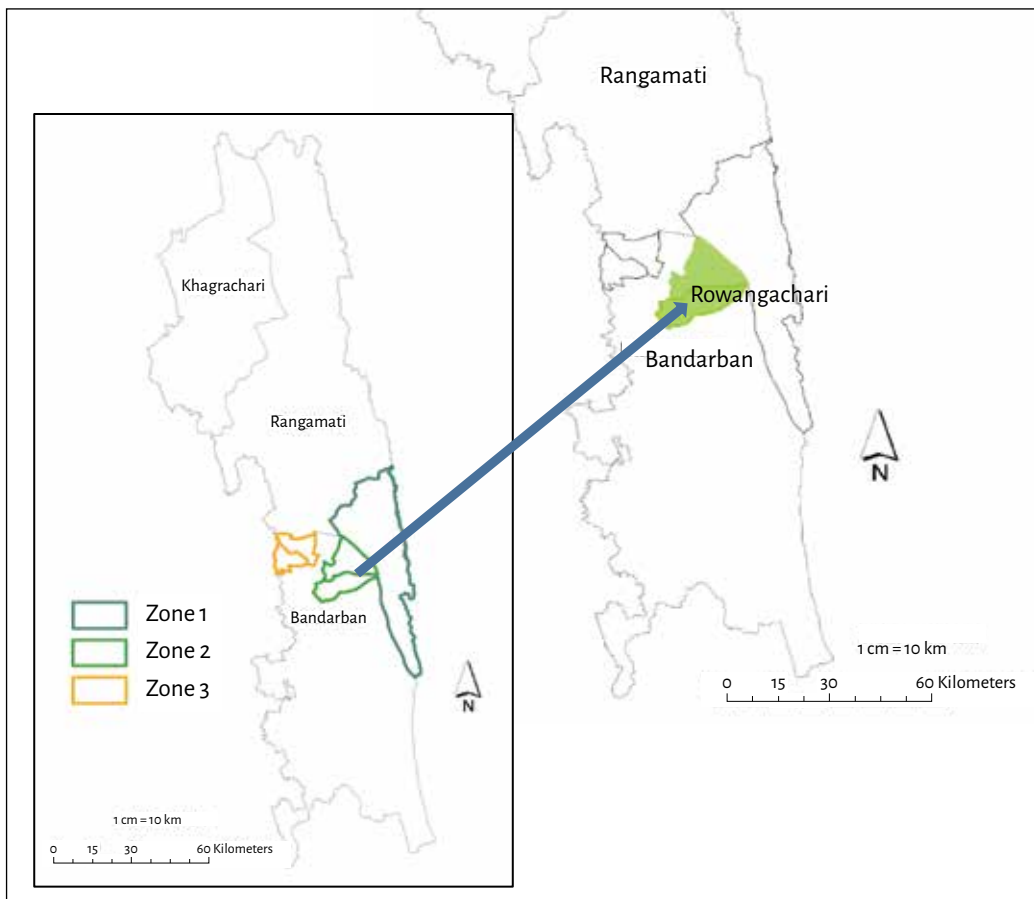 Rangamati
Rowangachari
Bandarban
N
1 cm = 10 km
0 15 30 60 Kilometers
Khagrachari
Rangamati
Bandarban
Zone 1
Zone 2
Zone 3
N
1 cm = 10 km
0 15 30 60 Kilometers